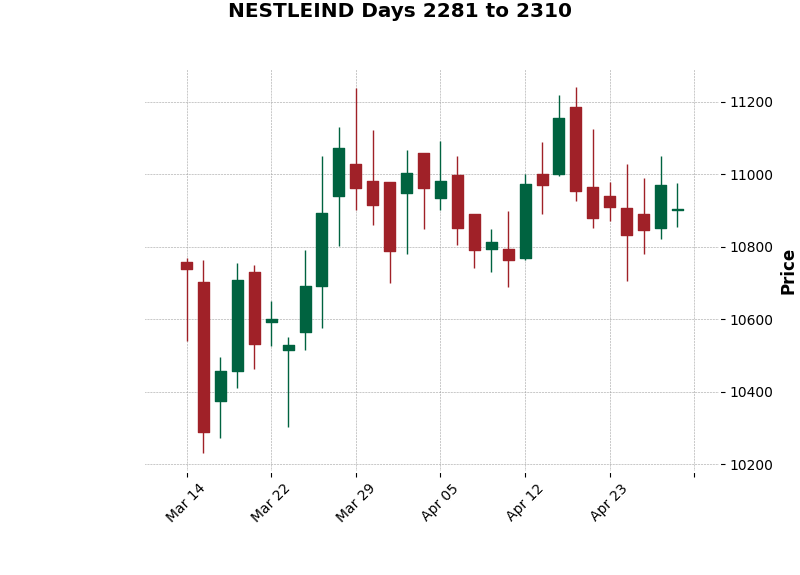 NESTLEIND Days 2281 to 2310
11200
11000
10800
10600
10400
10200
Price
Mar 14
Mar 22
Mar 29
Apr 05
Apr 12
Apr 23